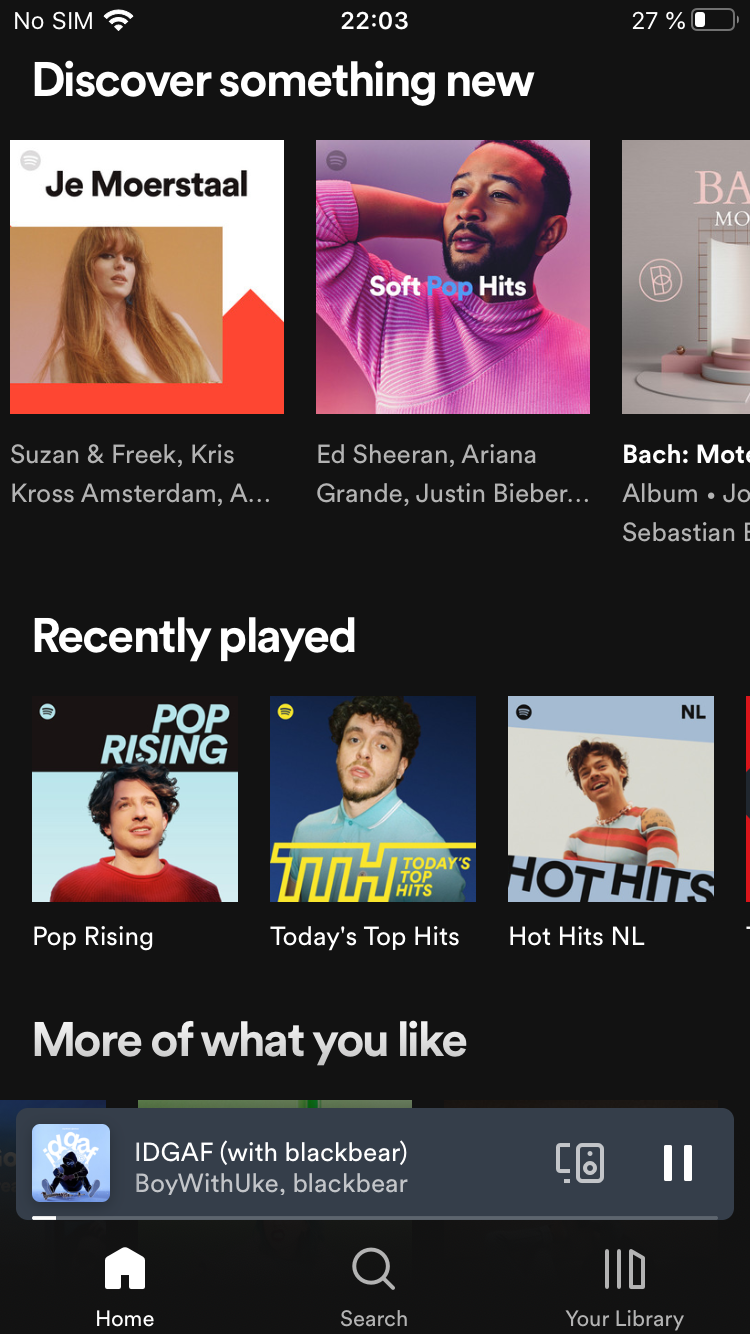 No SIM 22:03 27 %
Discover something new
Je Moerstaal
Soft Pop Hits
Suzan & Freek, Kris
Kross Amsterdam, A...
Ed Sheeran, Ariana
Grande, Justin Bieber...
BA
MO
Bach: Mote
Album • Jo
Sebastian B
Recently played
POP
RISING
Pop Rising
TTH TODAY'S
TOP
HITS
Today's Top Hits
NL
HOT HITS
Hot Hits NL
More of what you like
idgaf
IDGAF (with blackbear)
BoyWithUke, blackbear
Home
Search
Your Library